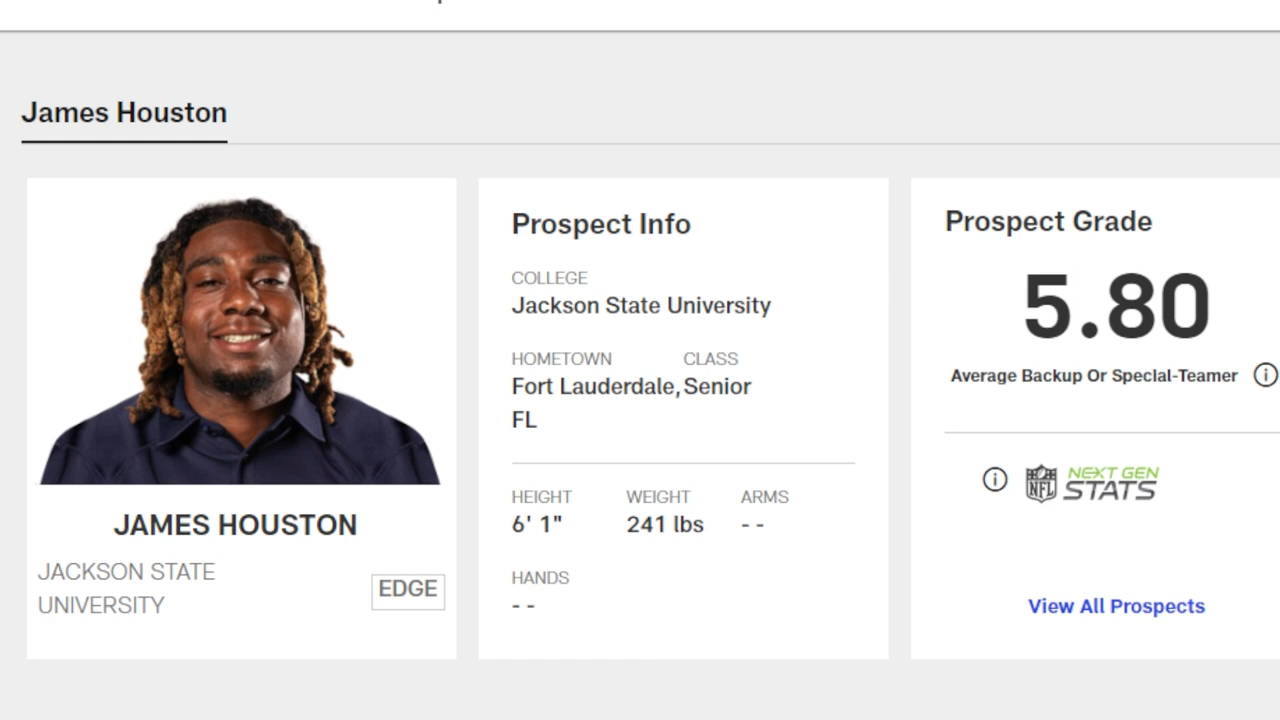 James Houston
JAMES HOUSTON
JACKSON STATE
UNIVERSITY
EDGE
Prospect Info
COLLEGE
Jackson State University
HOMETOWN CLASS
Fort Lauderdale, Senior
FL
HEIGHT WEIGHT ARMS
6' 1" 241 lbs - -
HANDS
- -
Prospect Grade
5.80
Average Backup Or Special-Teamer
NFL NEXT GEN
STATS
View All Prospects